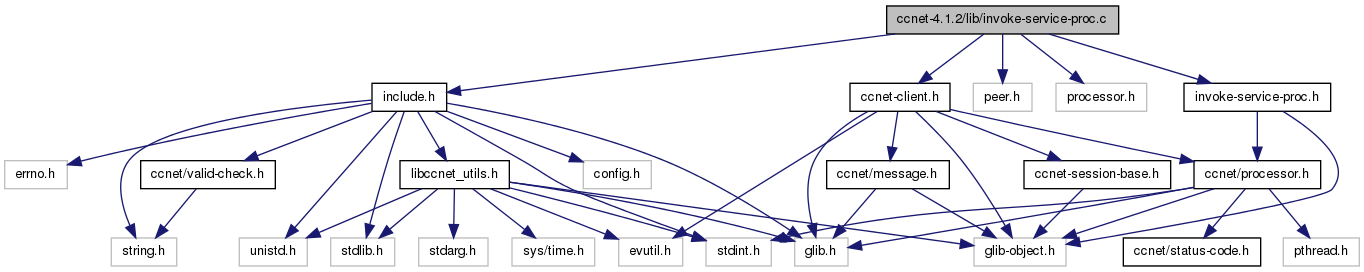 ccnet-4.1.2/lib/invoke-service-proc.c
include.h
ccnet-client.h
peer.h
processor.h
invoke-service-proc.h
errno.h
ccnet/valid-check.h
libccnet_utils.h
config.h
ccnet/message.h
ccnet-session-base.h
ccnet/processor.h
string.h
unistd.h
stdlib.h
stdarg.h
sys/time.h
evutil.h
stdint.h
glib.h
glib-object.h
ccnet/status-code.h
pthread.h